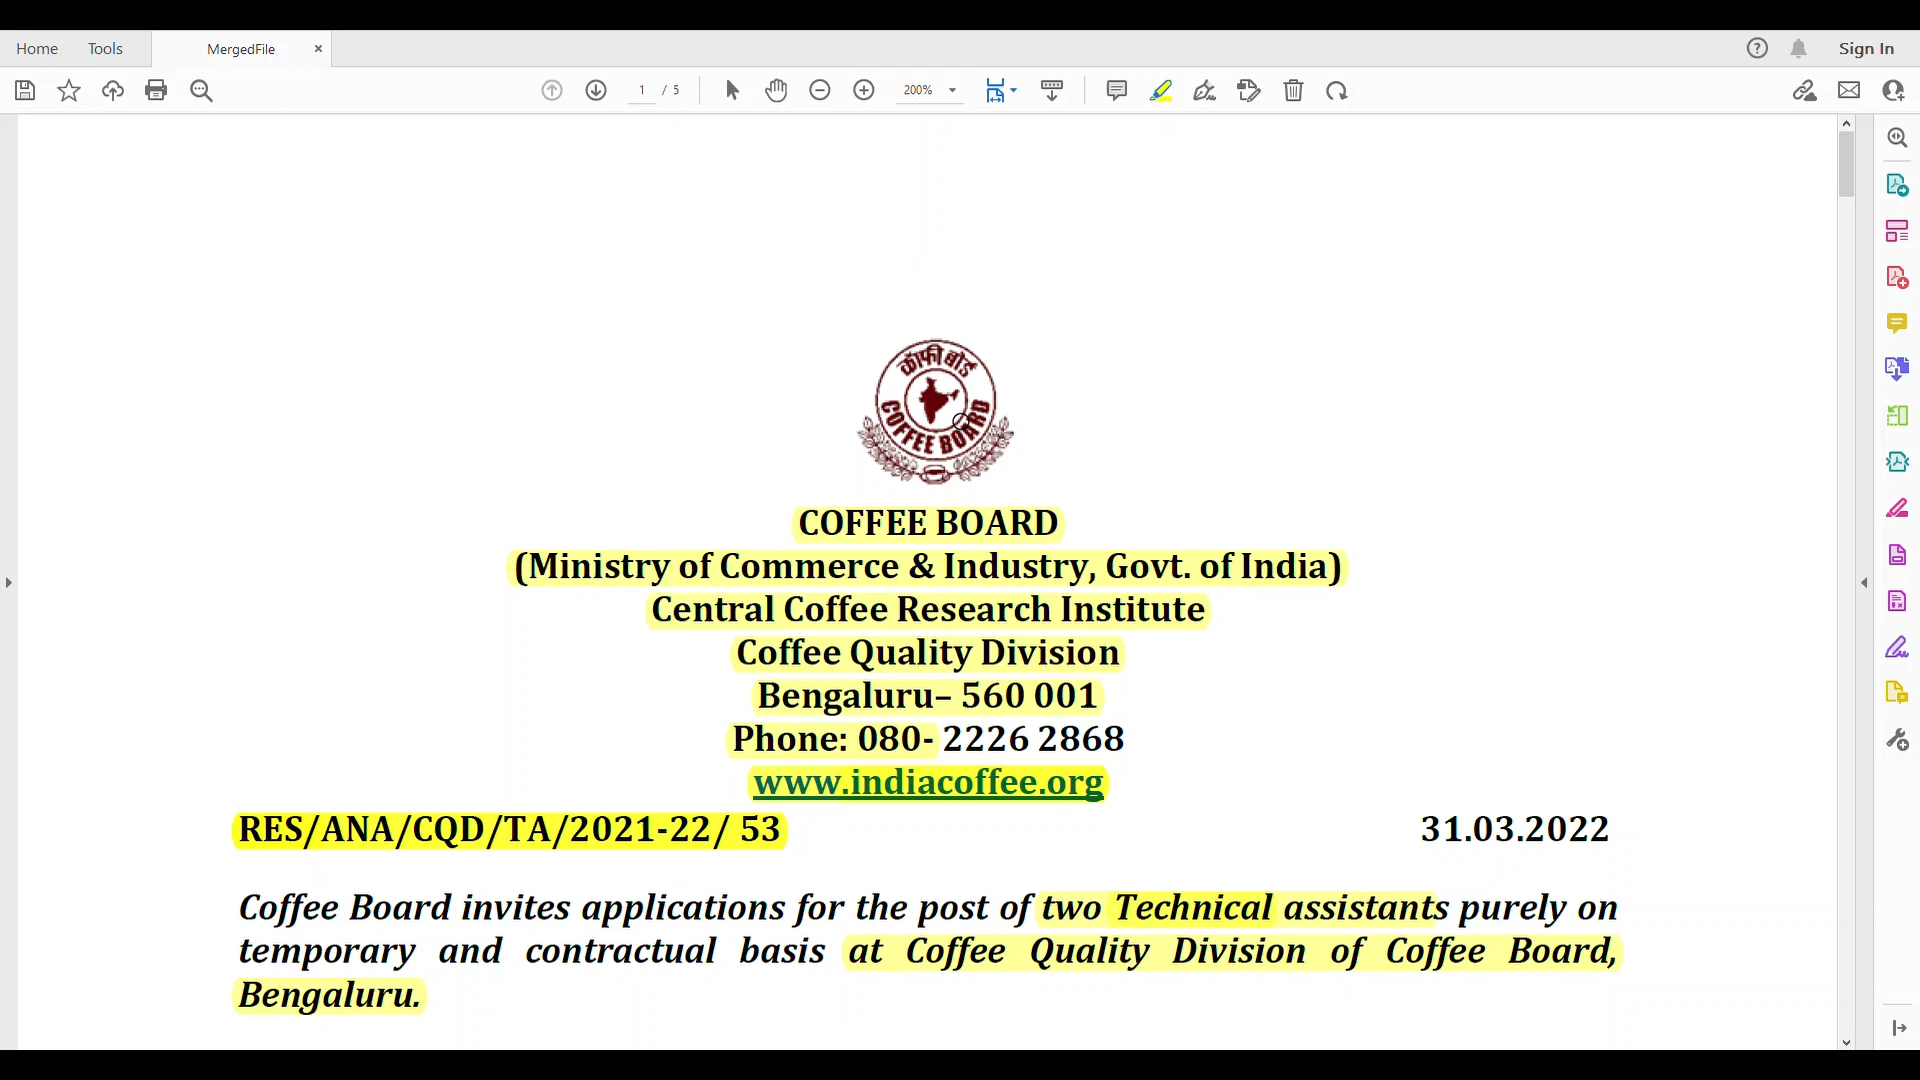 Home Tools MergedFile × Sign In
1 / 5 200%
कॉफी बोर्ड
COFFEE BOARD
COFFEE BOARD
(Ministry of Commerce & Industry, Govt. of India)
Central Coffee Research Institute
Coffee Quality Division
Bengaluru– 560 001
Phone: 080- 2226 2868
www.indiacoffee.org
RES/ANA/CQD/TA/2021-22/ 53 31.03.2022
Coffee Board invites applications for the post of two Technical assistants purely on
temporary and contractual basis at Coffee Quality Division of Coffee Board,
Bengaluru.